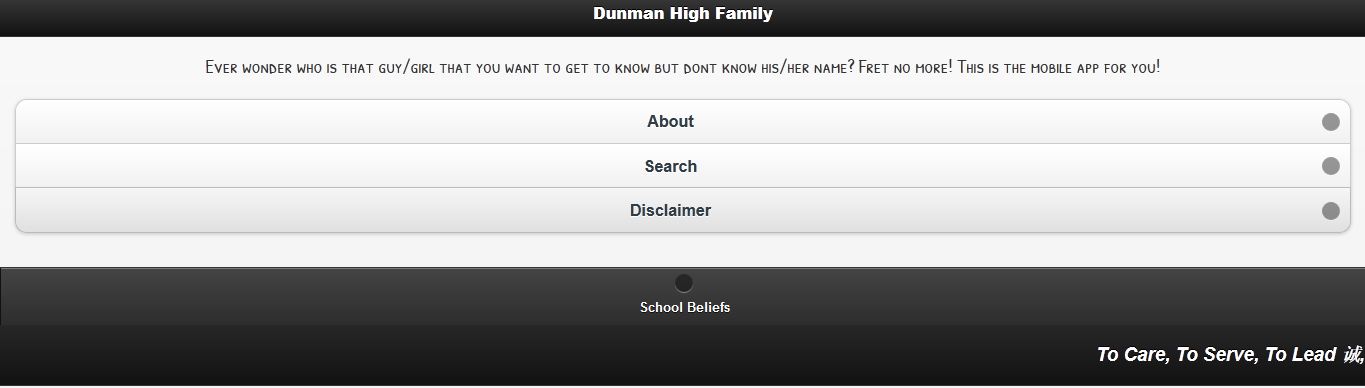 Dunman High Family
Ever wonder who is that guy/girl that you want to get to know but dont know his/her name? Fret no more! This is the mobile app for you!
About
Search
Disclaimer
School Beliefs
To Care, To Serve, To Lead 诚,